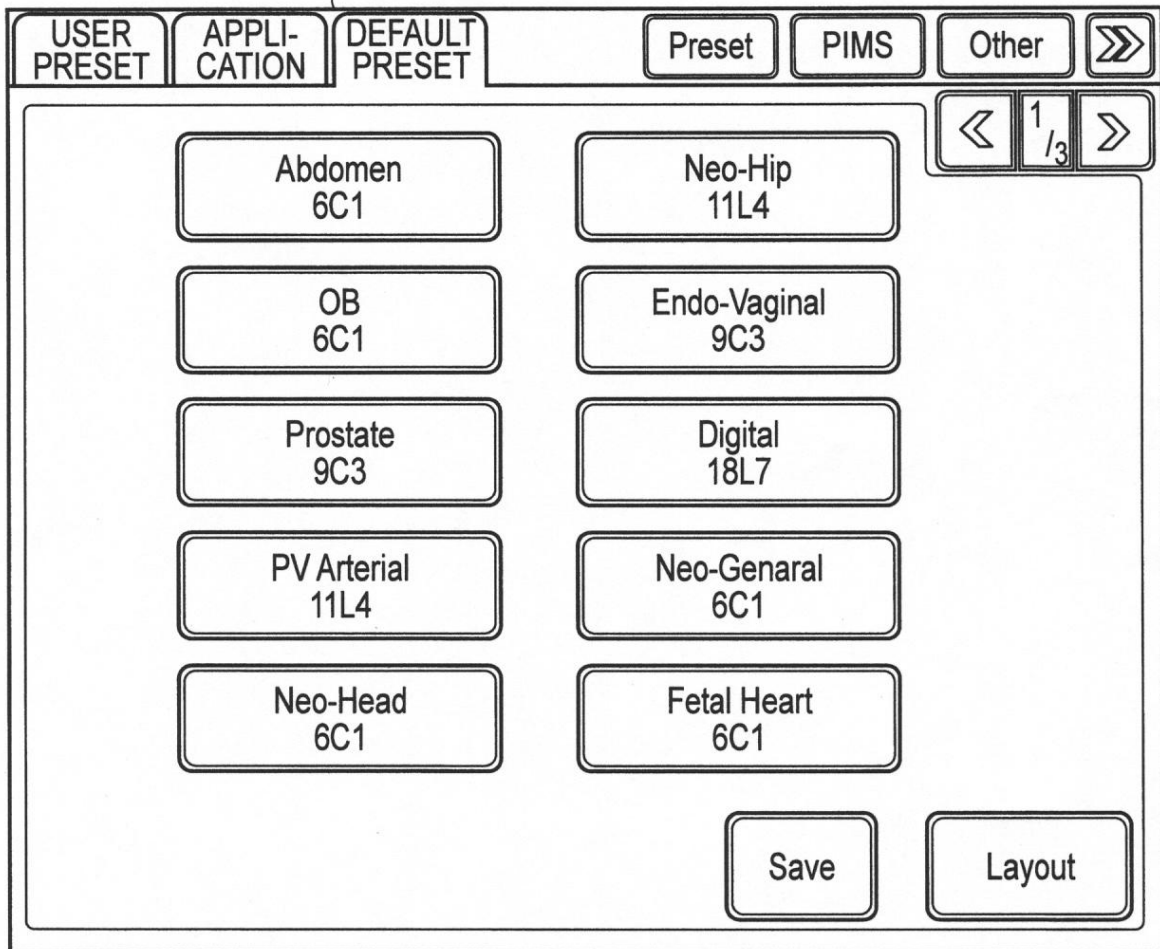 USER
PRESET
APPLI-
CATION
DEFAULT
PRESET
Preset
PIMS
Other
1
/3
Abdomen
6C1
Neo-Hip
11L4
OB
6C1
Endo-Vaginal
9C3
Prostate
9C3
Digital
18L7
PV Arterial
11L4
Neo-Genaral
6C1
Neo-Head
6C1
Fetal Heart
6C1
Save
Layout